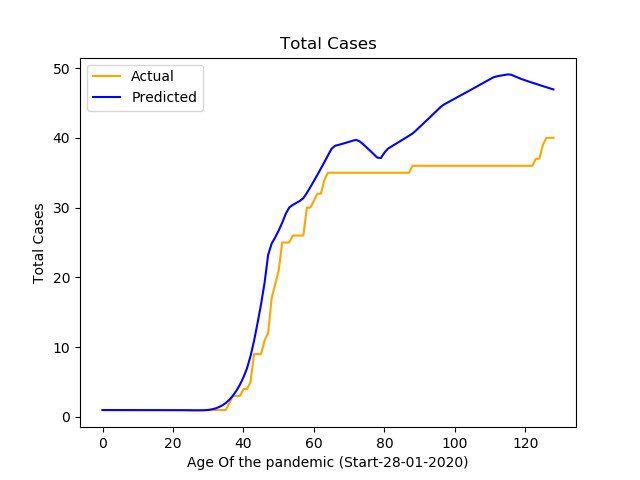 Total Cases
Actual
Predicted
50
40
30
20
10
0
Total Cases
0 20 40 60 80 100 120
Age Of the pandemic (Start-28-01-2020)